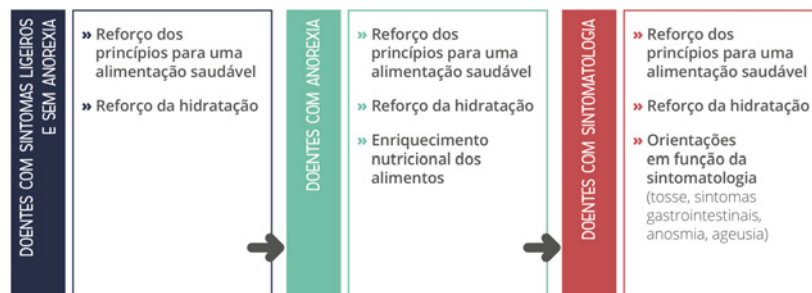 DOENTES COM SINTOMAS LIGEIROS
E SEM ANOREXIA
» Reforço dos
princípios para uma
alimentação saudável
» Reforço da hidratação
DOENTES COM ANOREXIA
» Reforço dos
princípios para uma
alimentação saudável
» Reforço da hidratação
» Enriquecimento
nutricional dos
alimentos
DOENTES COM SINTOMATOLOGIA
» Reforço dos
princípios para uma
alimentação saudável
» Reforço da hidratação
» Orientações
em função da
sintomatologia
(tosse, sintomas
gastrointestinais,
anosmia, ageusia)